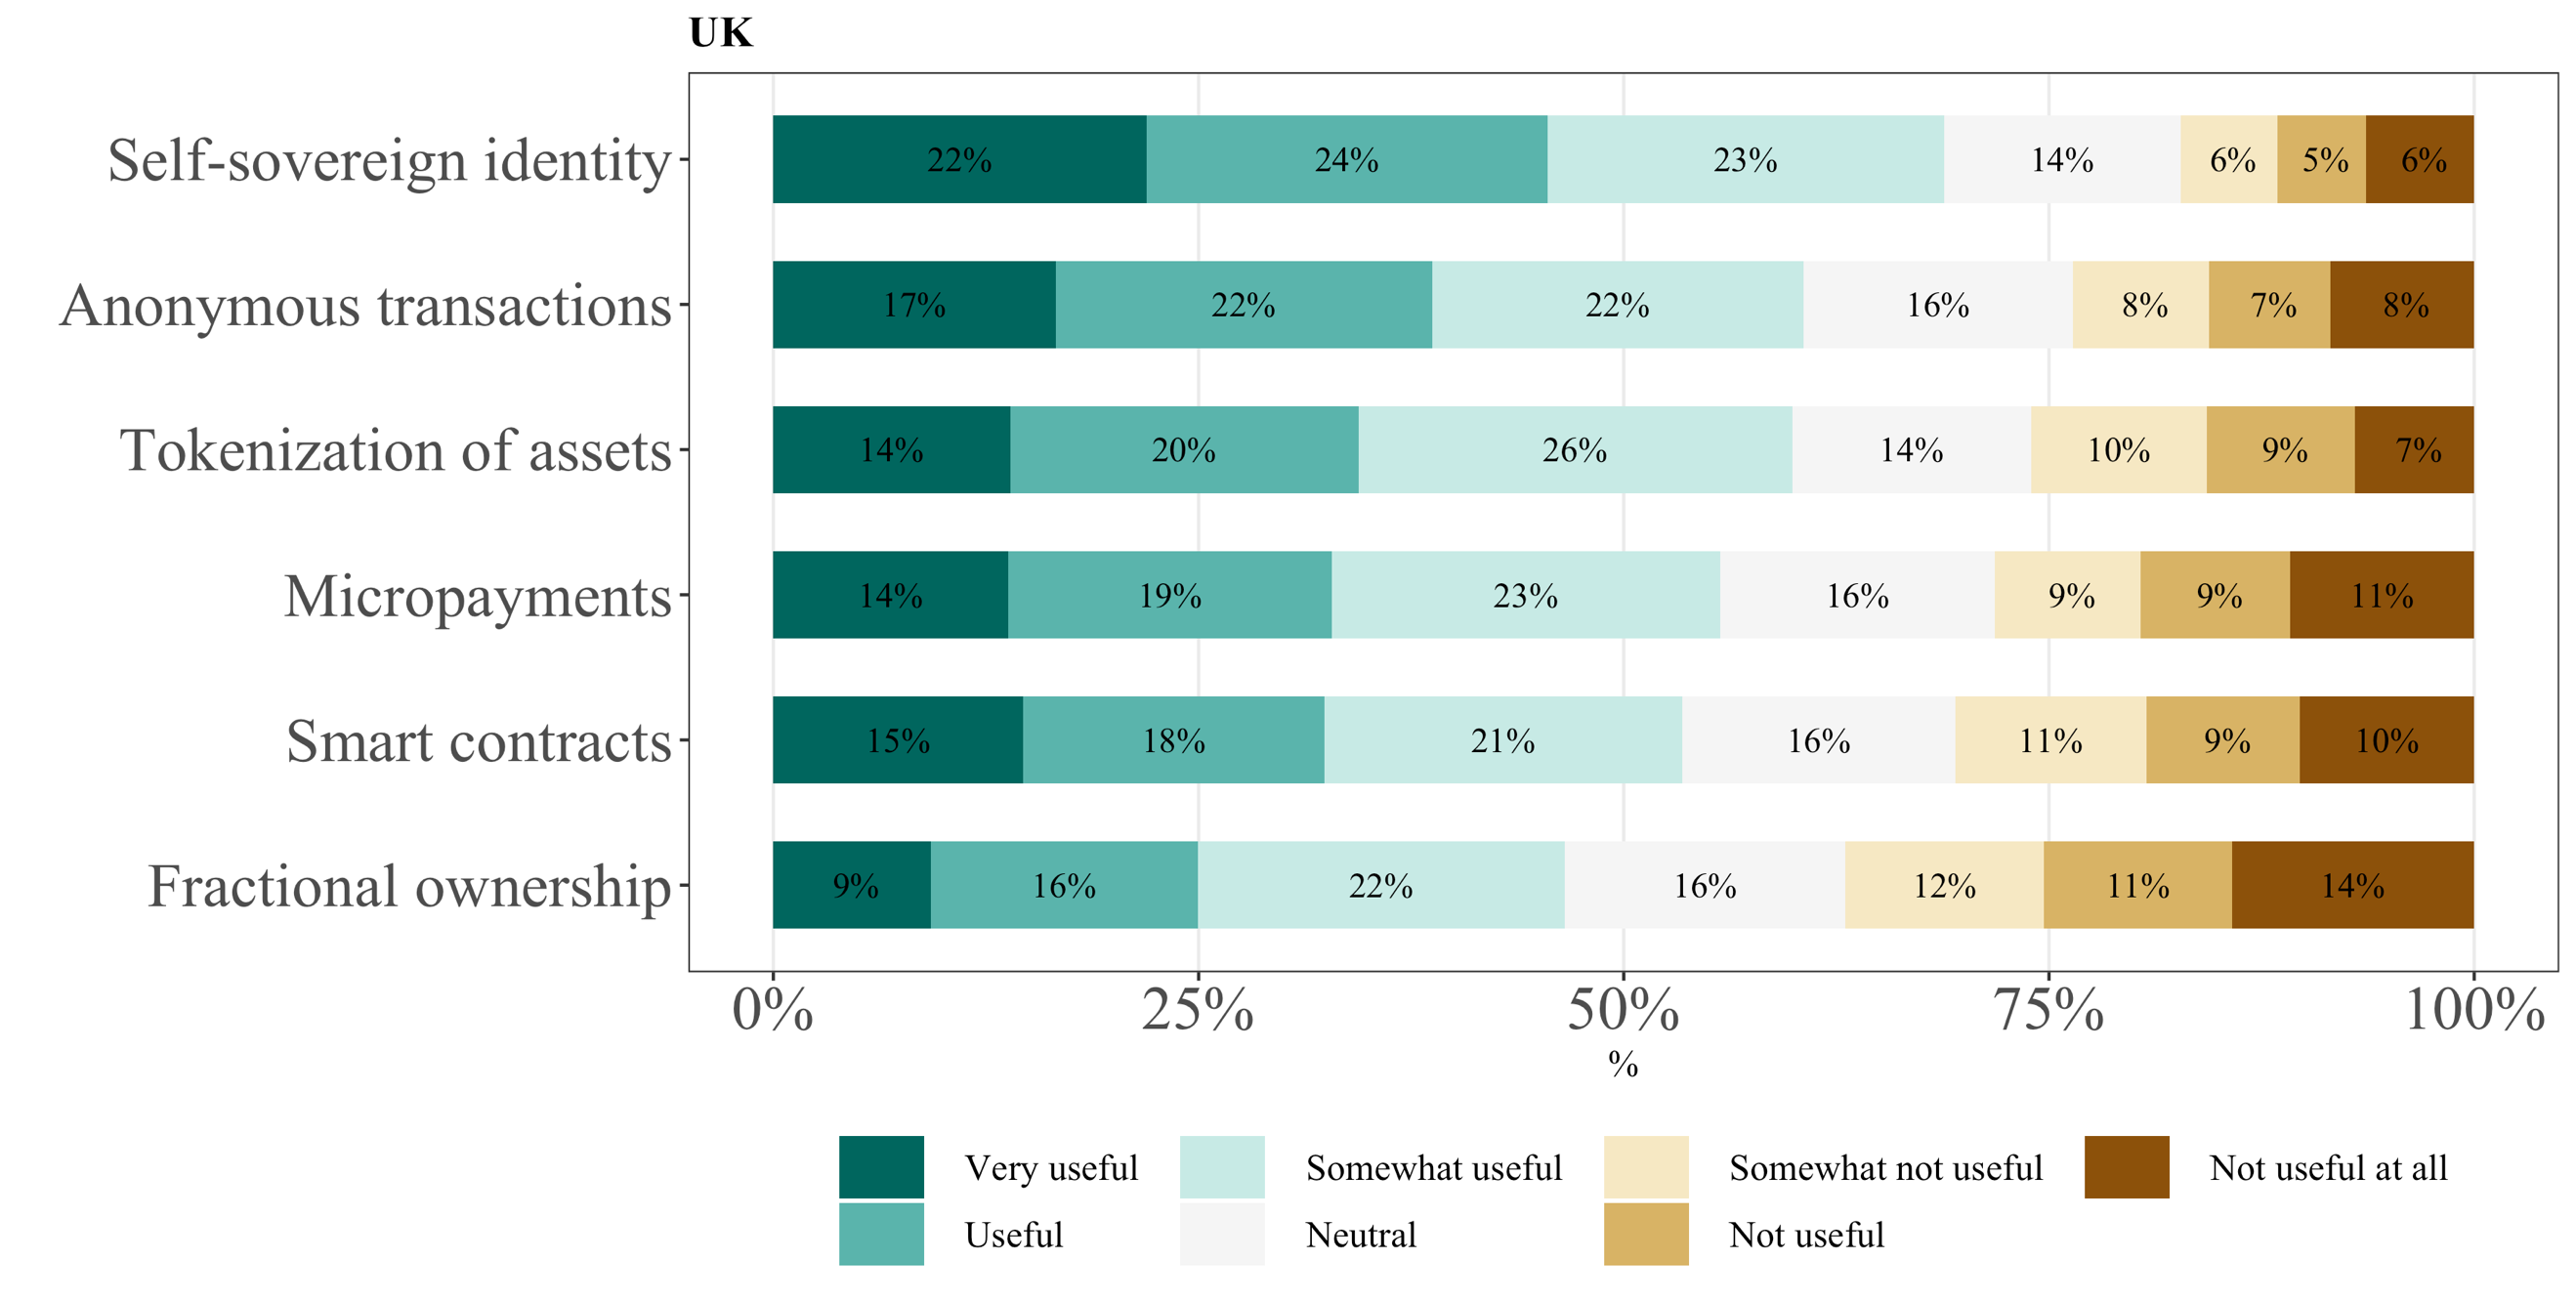 UK
Self-sovereign identity 22% 24% 23% 14% 6% 5% 6%
Anonymous transactions 17% 22% 22% 16% 8% 7% 8%
Tokenization of assets 14% 20% 26% 14% 10% 9% 7%
Micropayments 14% 19% 23% 16% 9% 9% 11%
Smart contracts 15% 18% 21% 16% 11% 9% 10%
Fractional ownership 9% 16% 22% 16% 12% 11% 14%
0% 25% 50% 75% 100%
%
Very useful Somewhat useful Somewhat not useful Not useful at all
Useful Neutral Not useful